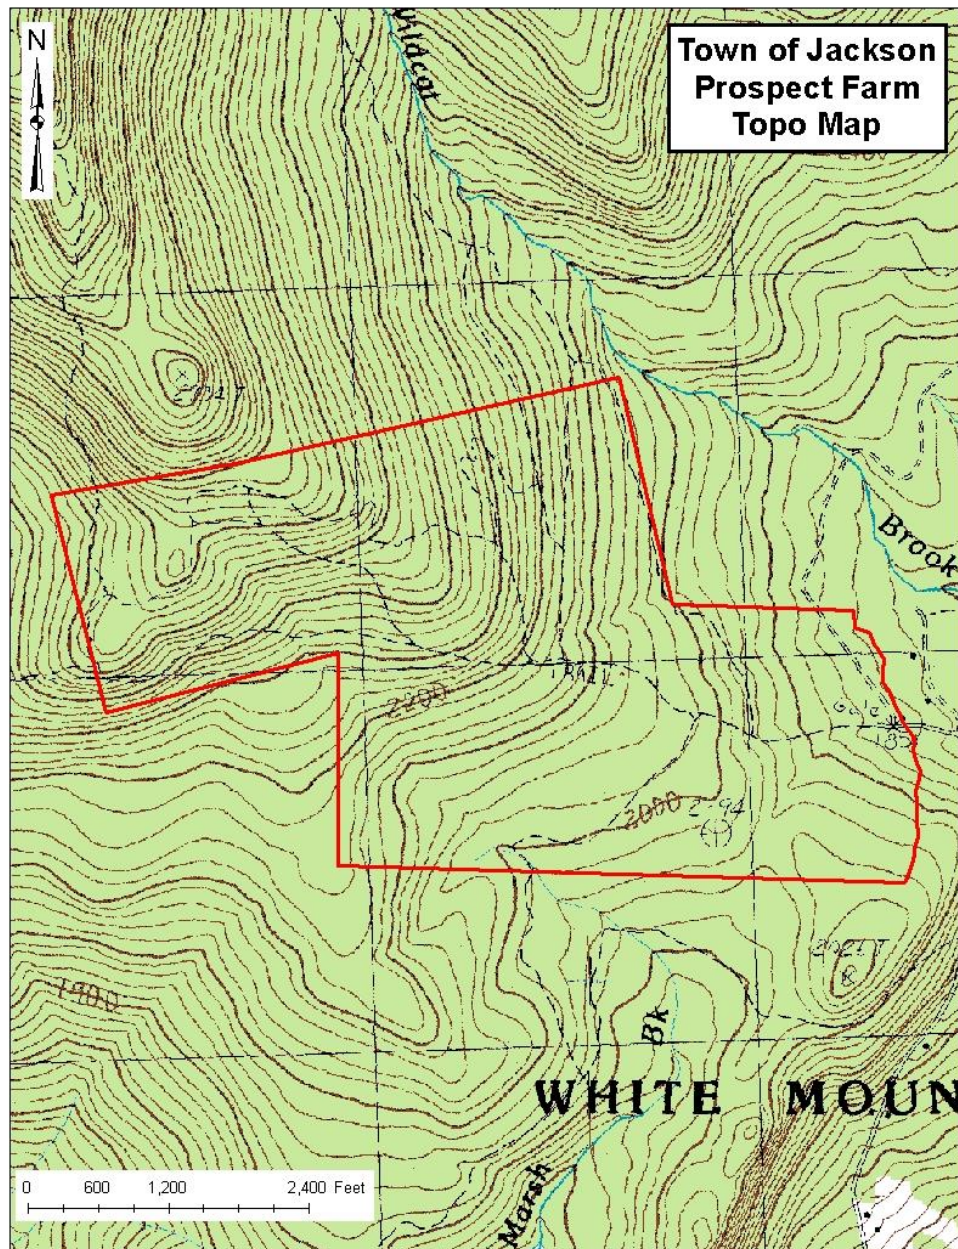 N
Town of Jackson
Prospect Farm
Topo Map
Wildcat
Brook
TRAIL
2200
Gate
2000
Bk
1900
WHITE MOUN
Marsh
0 600 1,200 2,400 Feet